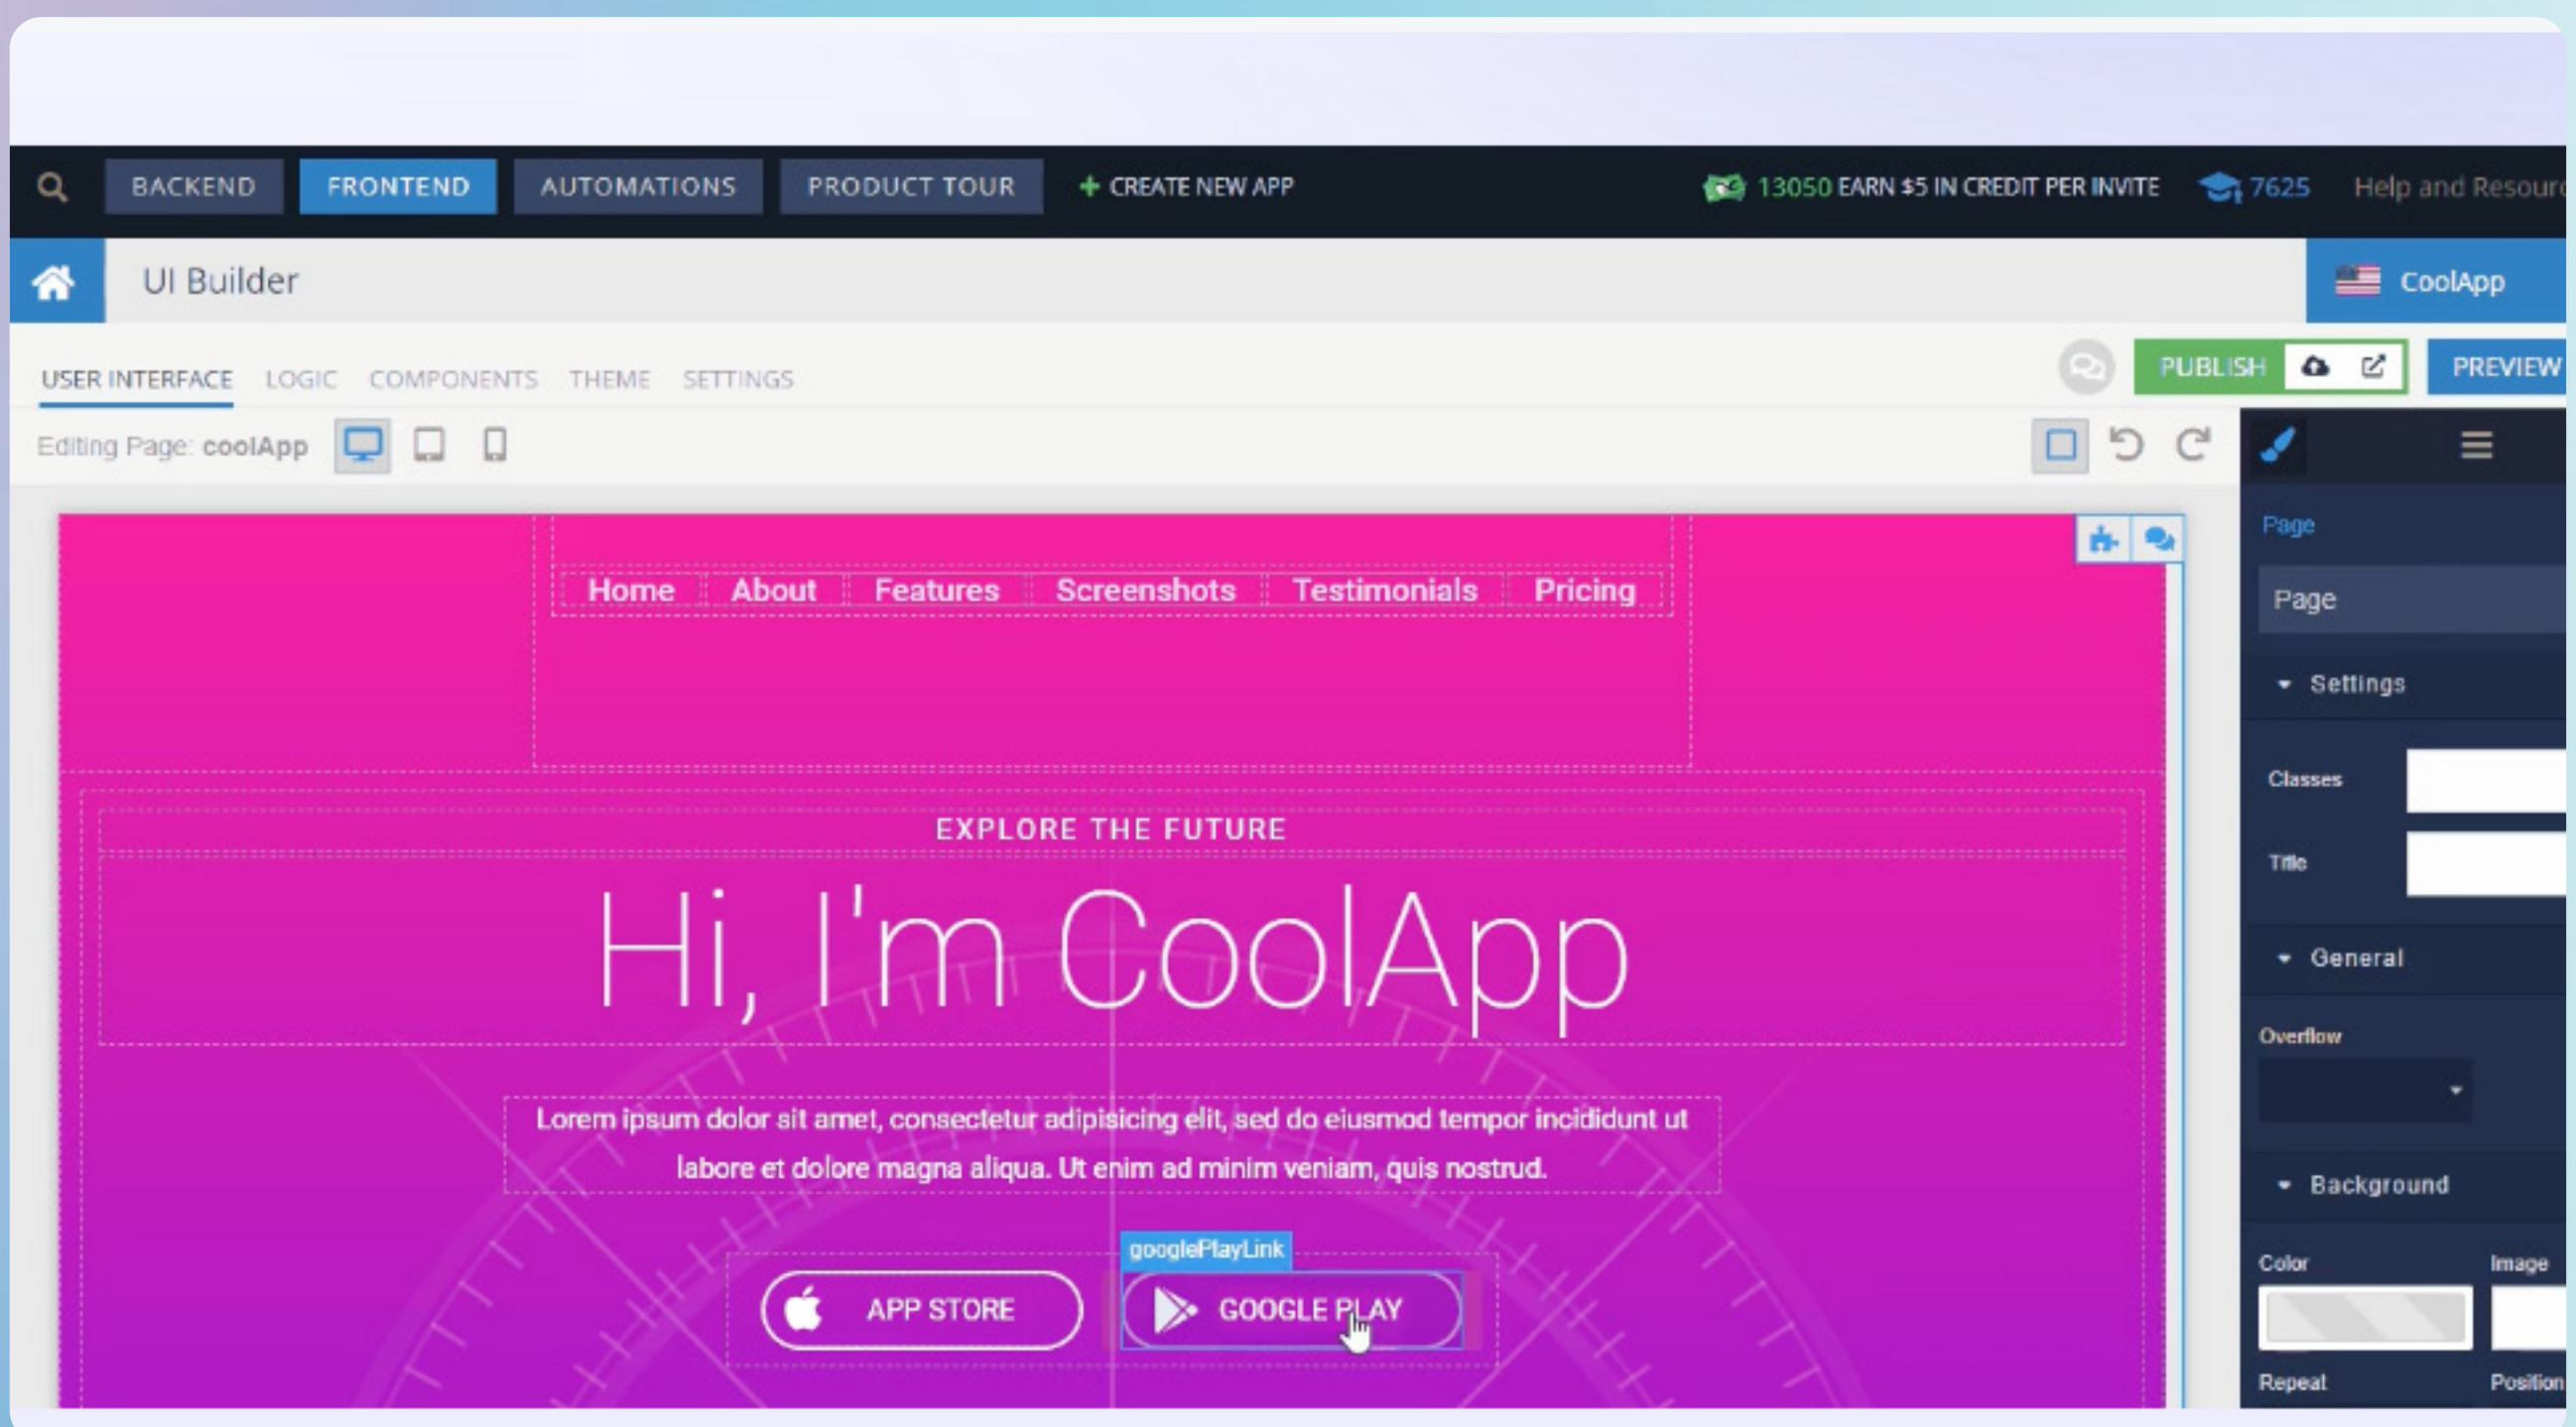 BACKEND FRONTEND AUTOMATIONS PRODUCT TOUR + CREATE NEW APP 13050 EARN $5 IN CREDIT PER INVITE 7625 Help and Resour
UI Builder CoolApp
USER INTERFACE LOGIC COMPONENTS THEME SETTINGS PUBLISH PREVIEW
Editing Page: coolApp
Page
Home About Features Screenshots Testimonials Pricing
Page
Settings
Classes
EXPLORE THE FUTURE
Title
Hi, I'm CoolApp
General
Overflow
Lorem ipsum dolor sit amet, consectetur adipisicing elit, sed do eiusmod tempor incididunt ut
labore et dolore magna aliqua. Ut enim ad minim veniam, quis nostrud.
Background
googlePlayLink
Color Image
APP STORE GOOGLE PLAY
Repeat Position